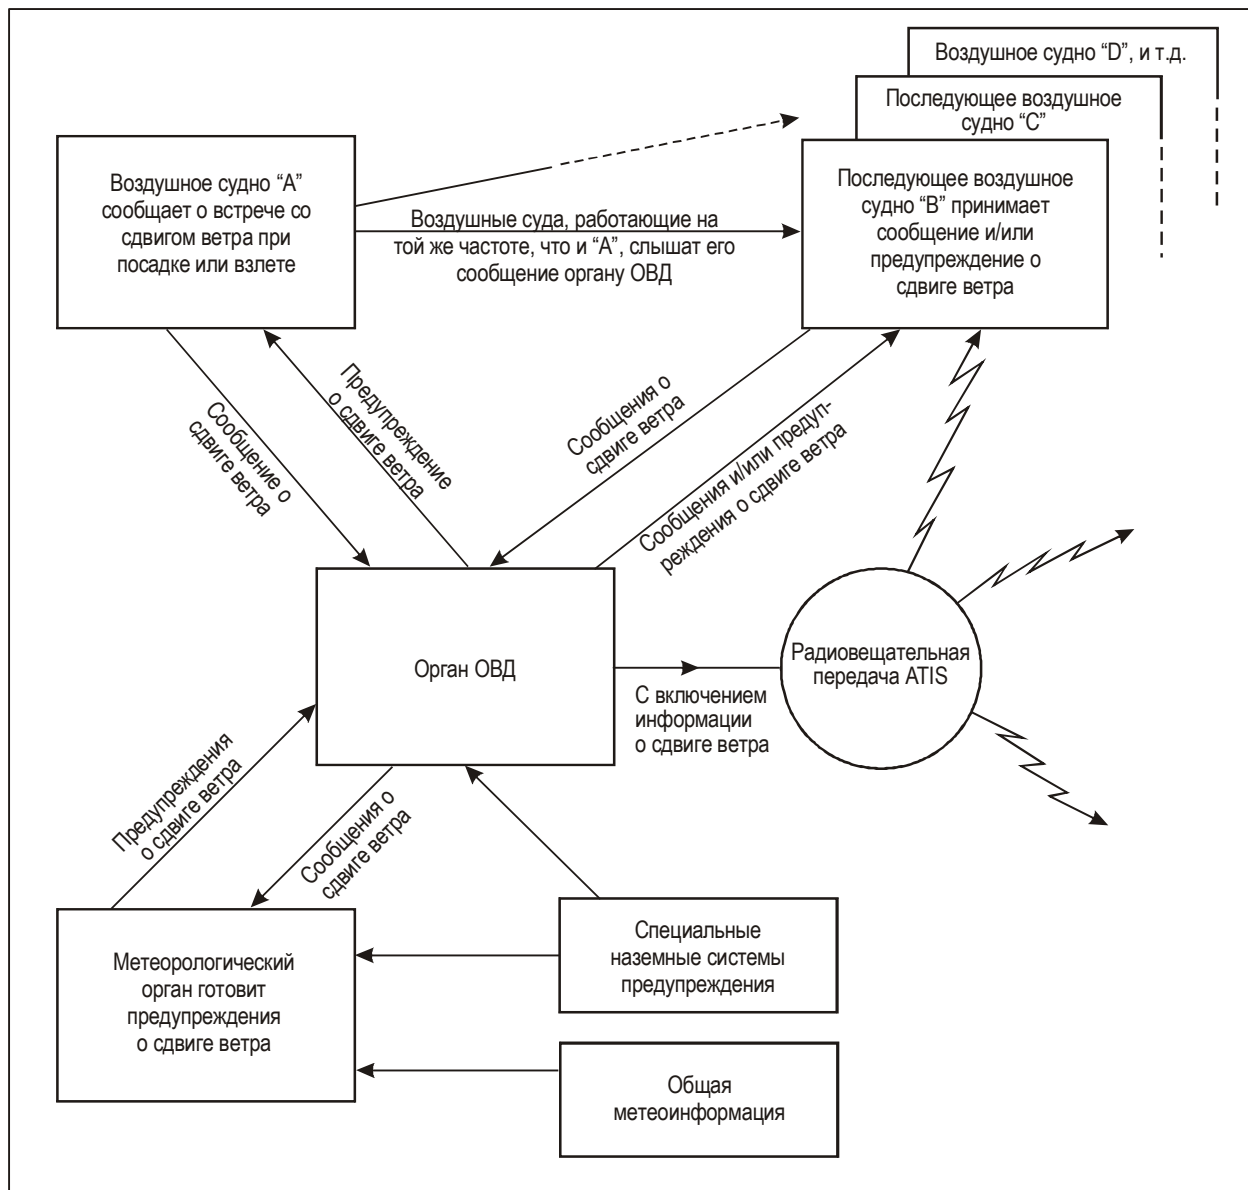 Воздушное судно “D”, и т.д.
Последующее воздушное
судно “C”
Воздушное судно “A”
сообщает о встрече со
сдвигом ветра при
посадке или взлете
Воздушные суда, работающие на
той же частоте, что и “A”, слышат его
сообщение органу ОВД
Последующее воздушное
судно “B” принимает
сообщение и/или
предупреждение о
сдвиге ветра
Сообщение о
сдвиге ветра
Предупреждение
о сдвиге ветра
Сообщения о
сдвиге ветра
Сообщения и/или предуп-
реждения о сдвиге ветра
Орган ОВД
С включением
информации
о сдвиге ветра
Радиовещательная
передача ATIS
Предупреждения
о сдвиге ветра
Сообщения о
сдвиге ветра
Метеорологический
орган готовит
предупреждения
о сдвиге ветра
Специальные
наземные системы
предупреждения
Общая
метеоинформация